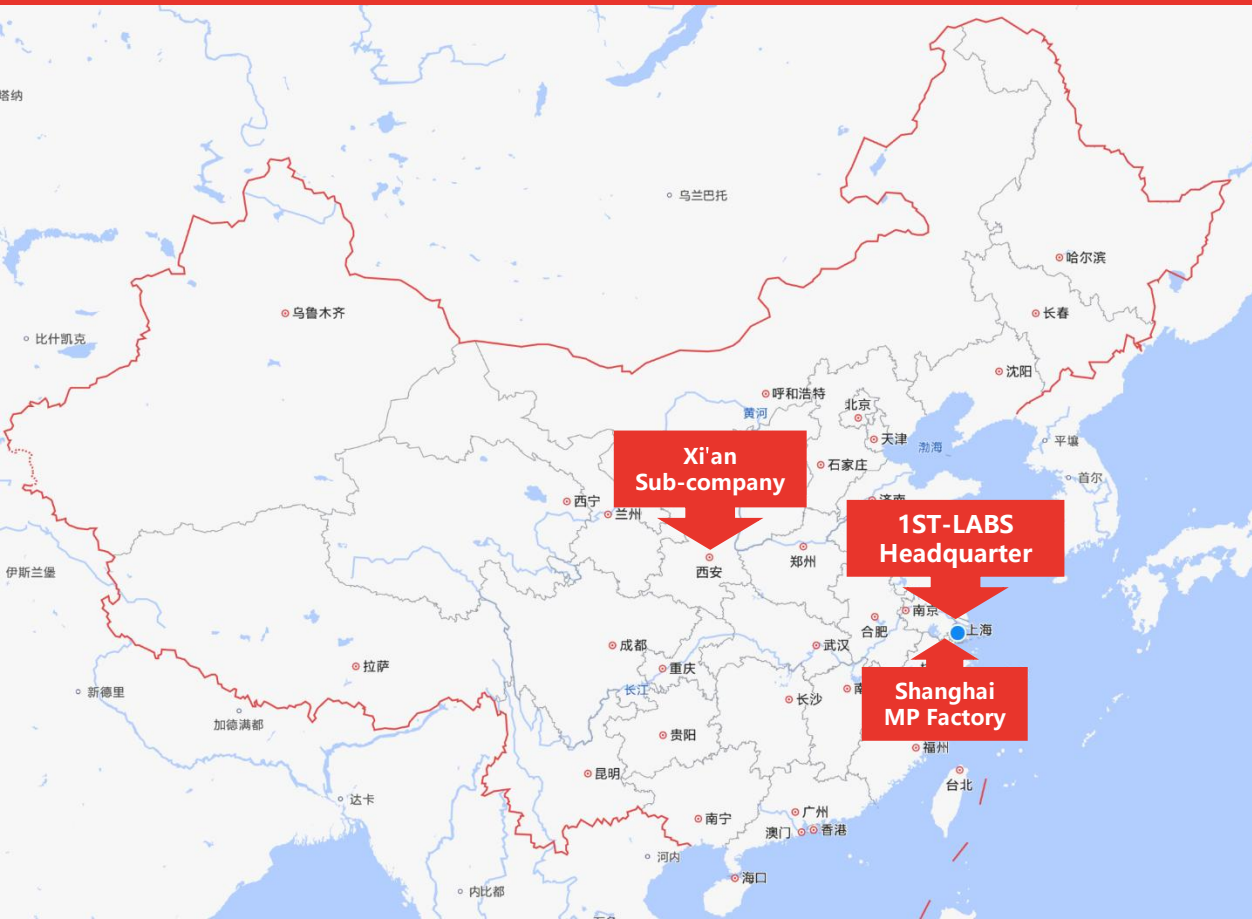 塔纳
乌兰巴托
哈尔滨
乌鲁木齐
长春
比什凯克
沈阳
呼和浩特
北京
黄河
天津
渤海
平壤
Xi'an
Sub-company
石家庄
首尔
西宁
兰州
济南
1ST-LABS
Headquarter
郑州
西安
伊斯兰堡
南京
合肥
上海
成都
武汉
拉萨
重庆
新德里
长江
长沙
南
Shanghai
MP Factory
加德满都
贵阳
福州
昆明
台北
达卡
南宁
广州
澳门
香港
河内
海口
内比都